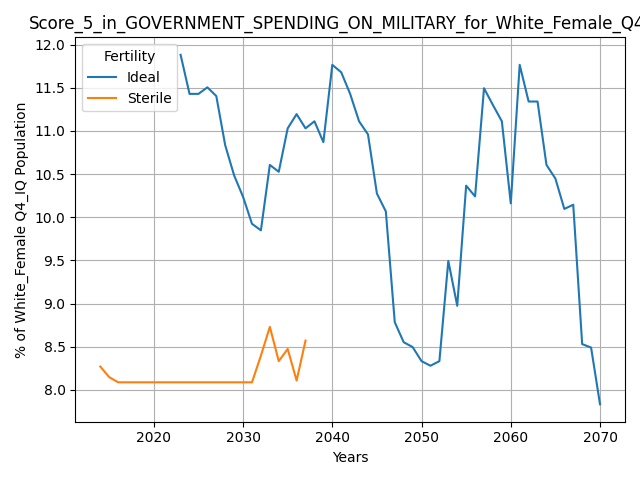 Score_5_in_GOVERNMENT_SPENDING_ON_MILITARY_for_White_Female_Q4
Fertility
Ideal
Sterile
% of White_Female Q4_IQ Population
12.0
11.5
11.0
10.5
10.0
9.5
9.0
8.5
8.0
2020 2030 2040 2050 2060 2070
Years